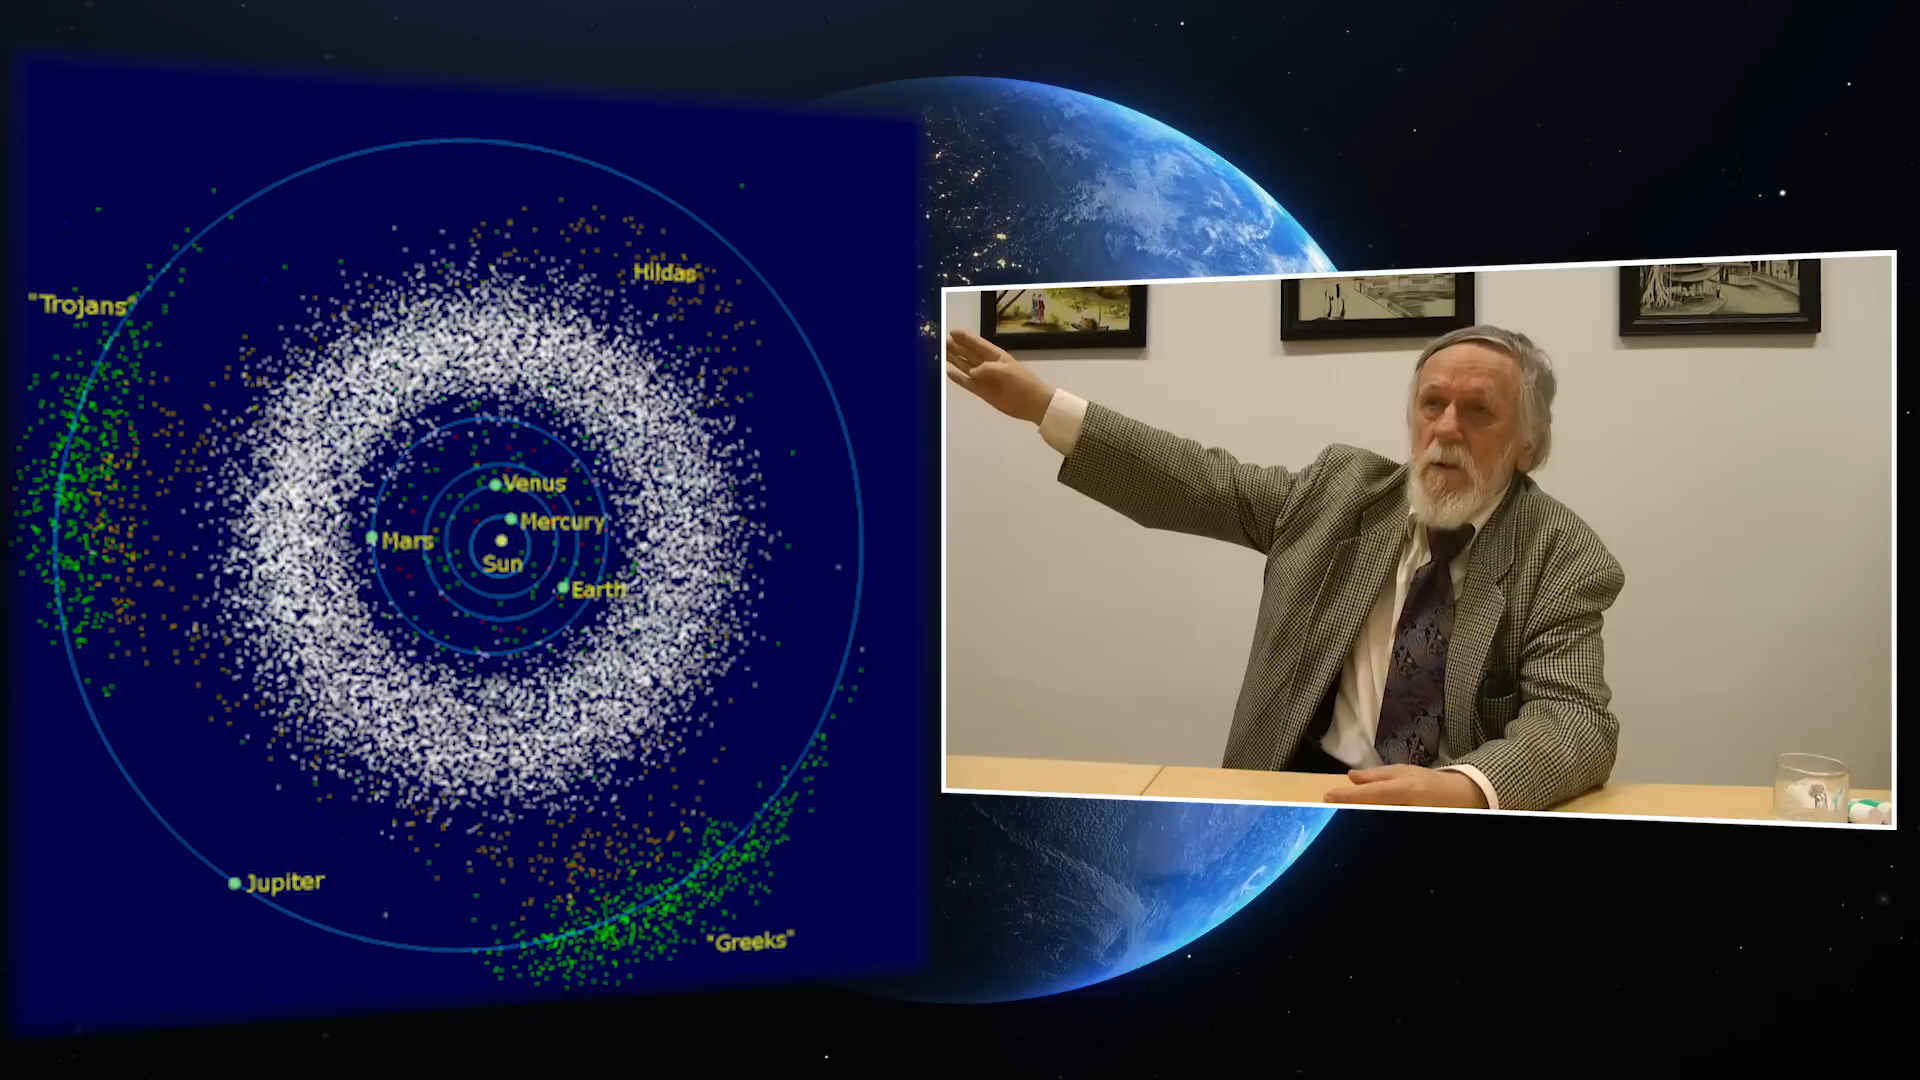 Hildas
"Trojans"
Venus
Mercury
Mars
Sun
Earth
Jupiter
"Greeks"